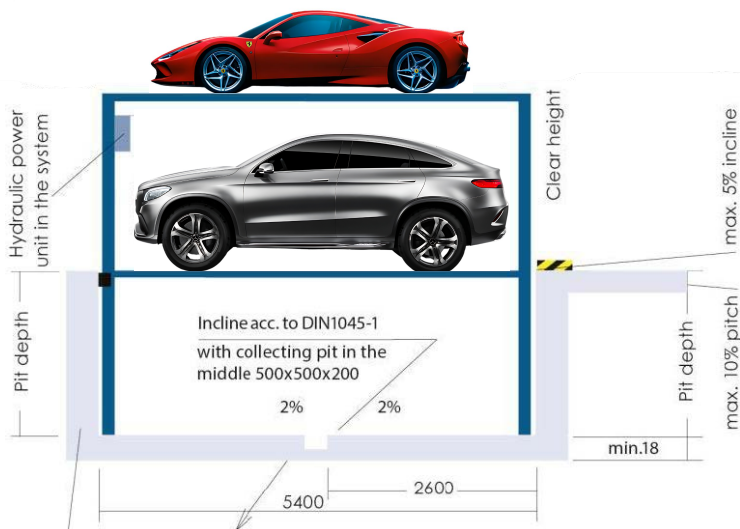 Hydraulic power
unit in the system
Clear height
max. 5% incline
Pit depth
Incline acc. to DIN1045-1
with collecting pit in the
middle 500x500x200
2%
2%
Pit depth
max. 10% pitch
min.18
2600
5400